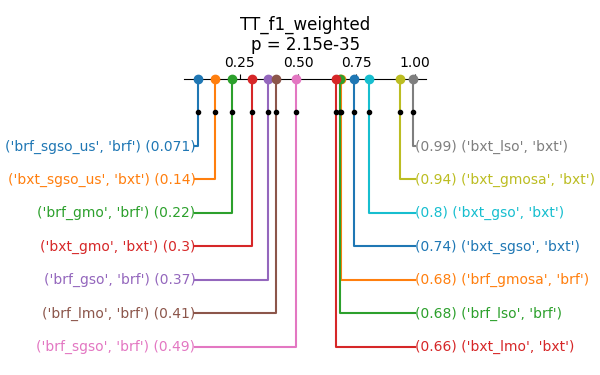 TT_f1_weighted
p = 2.15e-35
0.25 0.50 0.75 1.00
('brf_sgso_us', 'brf') (0.071) (0.99) ('bxt_lso', 'bxt')
('bxt_sgso_us', 'bxt') (0.14) (0.94) ('bxt_gmosa', 'bxt')
('brf_gmo', 'brf') (0.22) (0.8) ('bxt_gso', 'bxt')
('bxt_gmo', 'bxt') (0.3) (0.74) ('bxt_sgso', 'bxt')
('brf_gso', 'brf') (0.37) (0.68) ('brf_gmosa', 'brf')
('brf_lmo', 'brf') (0.41) (0.68) ('brf_lso', 'brf')
('brf_sgso', 'brf') (0.49) (0.66) ('bxt_lmo', 'bxt')